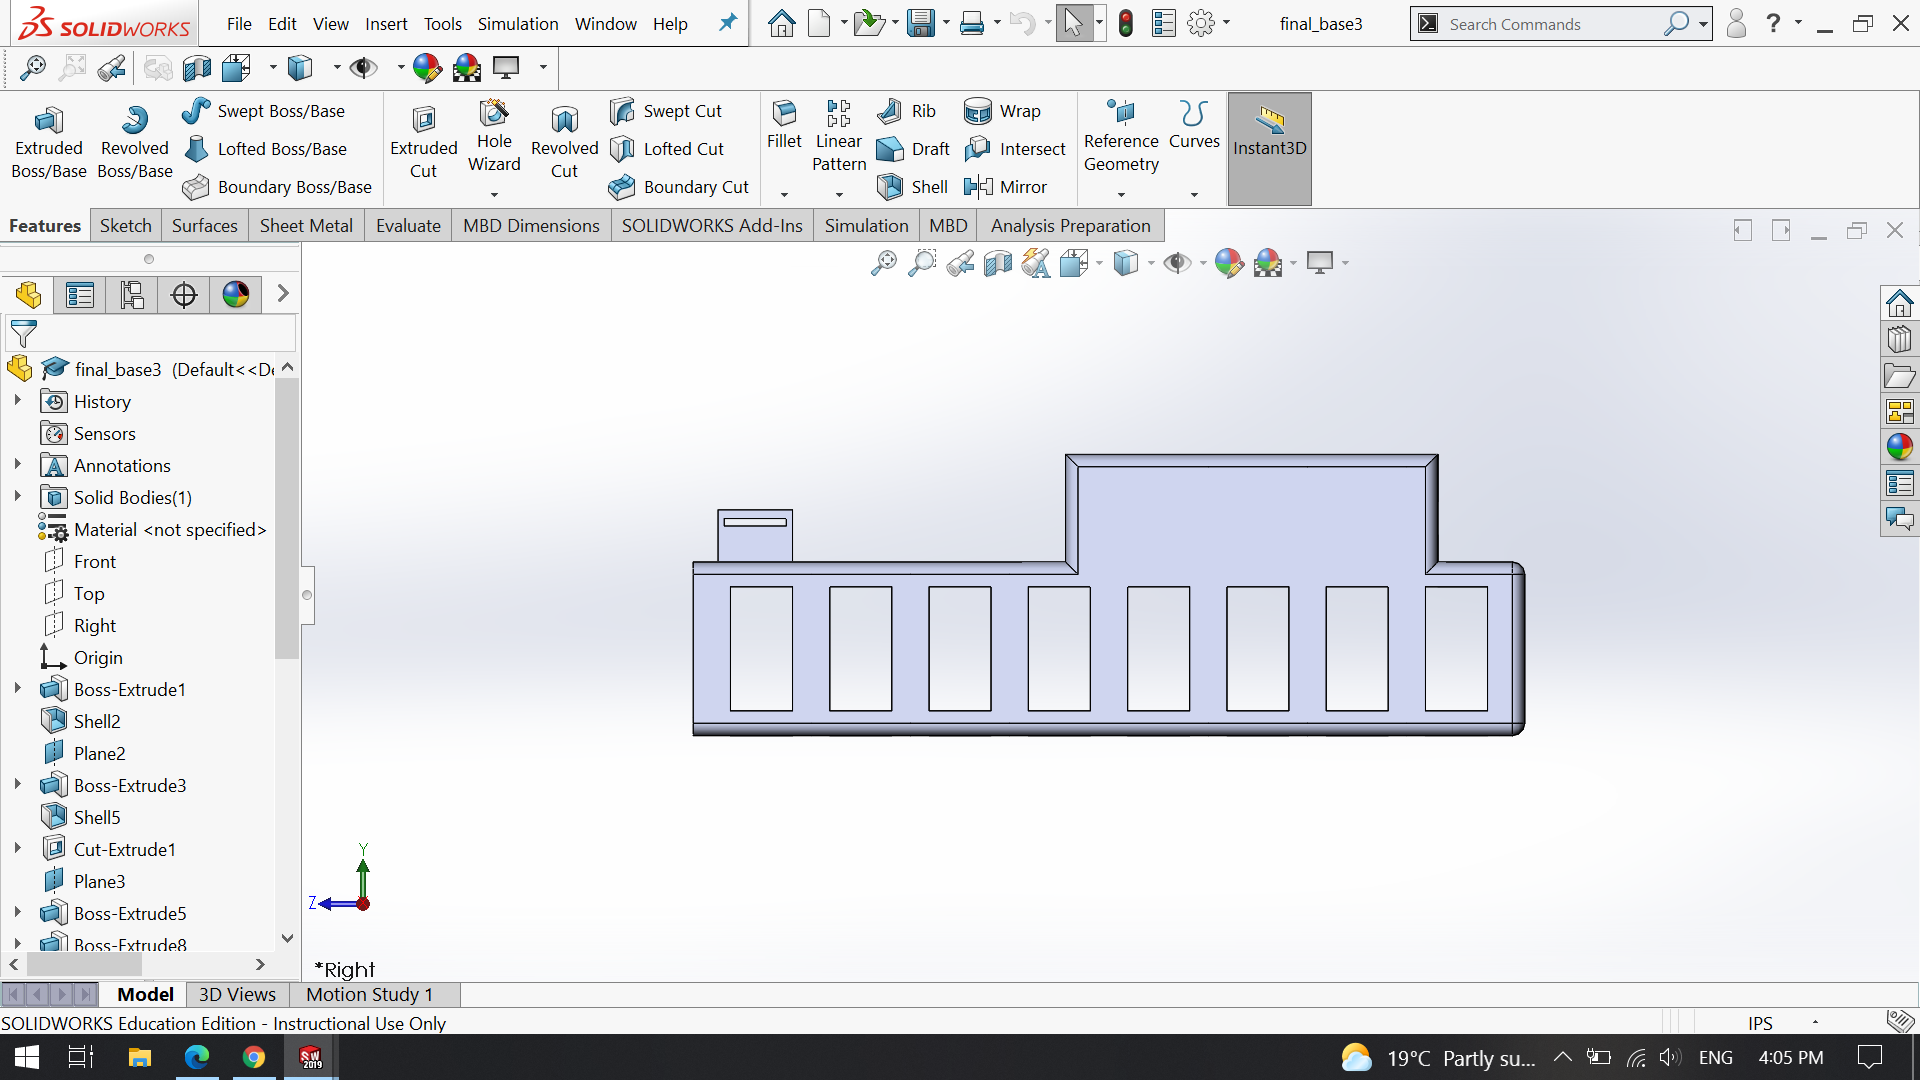 SOLIDWORKS File Edit View Insert Tools Simulation Window Help final_base3 Search Commands ?
Extruded Boss/Base Revolved Boss/Base Swept Boss/Base Lofted Boss/Base Boundary Boss/Base Extruded Cut Hole Wizard Revolved Cut Swept Cut Lofted Cut Boundary Cut Fillet Linear Pattern Rib Draft Shell Wrap Intersect Mirror Reference Geometry Curves Instant3D
Features Sketch Surfaces Sheet Metal Evaluate MBD Dimensions SOLIDWORKS Add-Ins Simulation MBD Analysis Preparation
final_base3 (Default<<De
History
Sensors
Annotations
Solid Bodies(1)
Material <not specified>
Front
Top
Right
Origin
Boss-Extrude1
Shell2
Plane2
Boss-Extrude3
Shell5
Cut-Extrude1
Plane3
Boss-Extrude5
Boss-Extrude8
Y
Z
*Right
Model 3D Views Motion Study 1
SOLIDWORKS Education Edition - Instructional Use Only IPS
SW 2019 19°C Partly su... ENG 4:05 PM